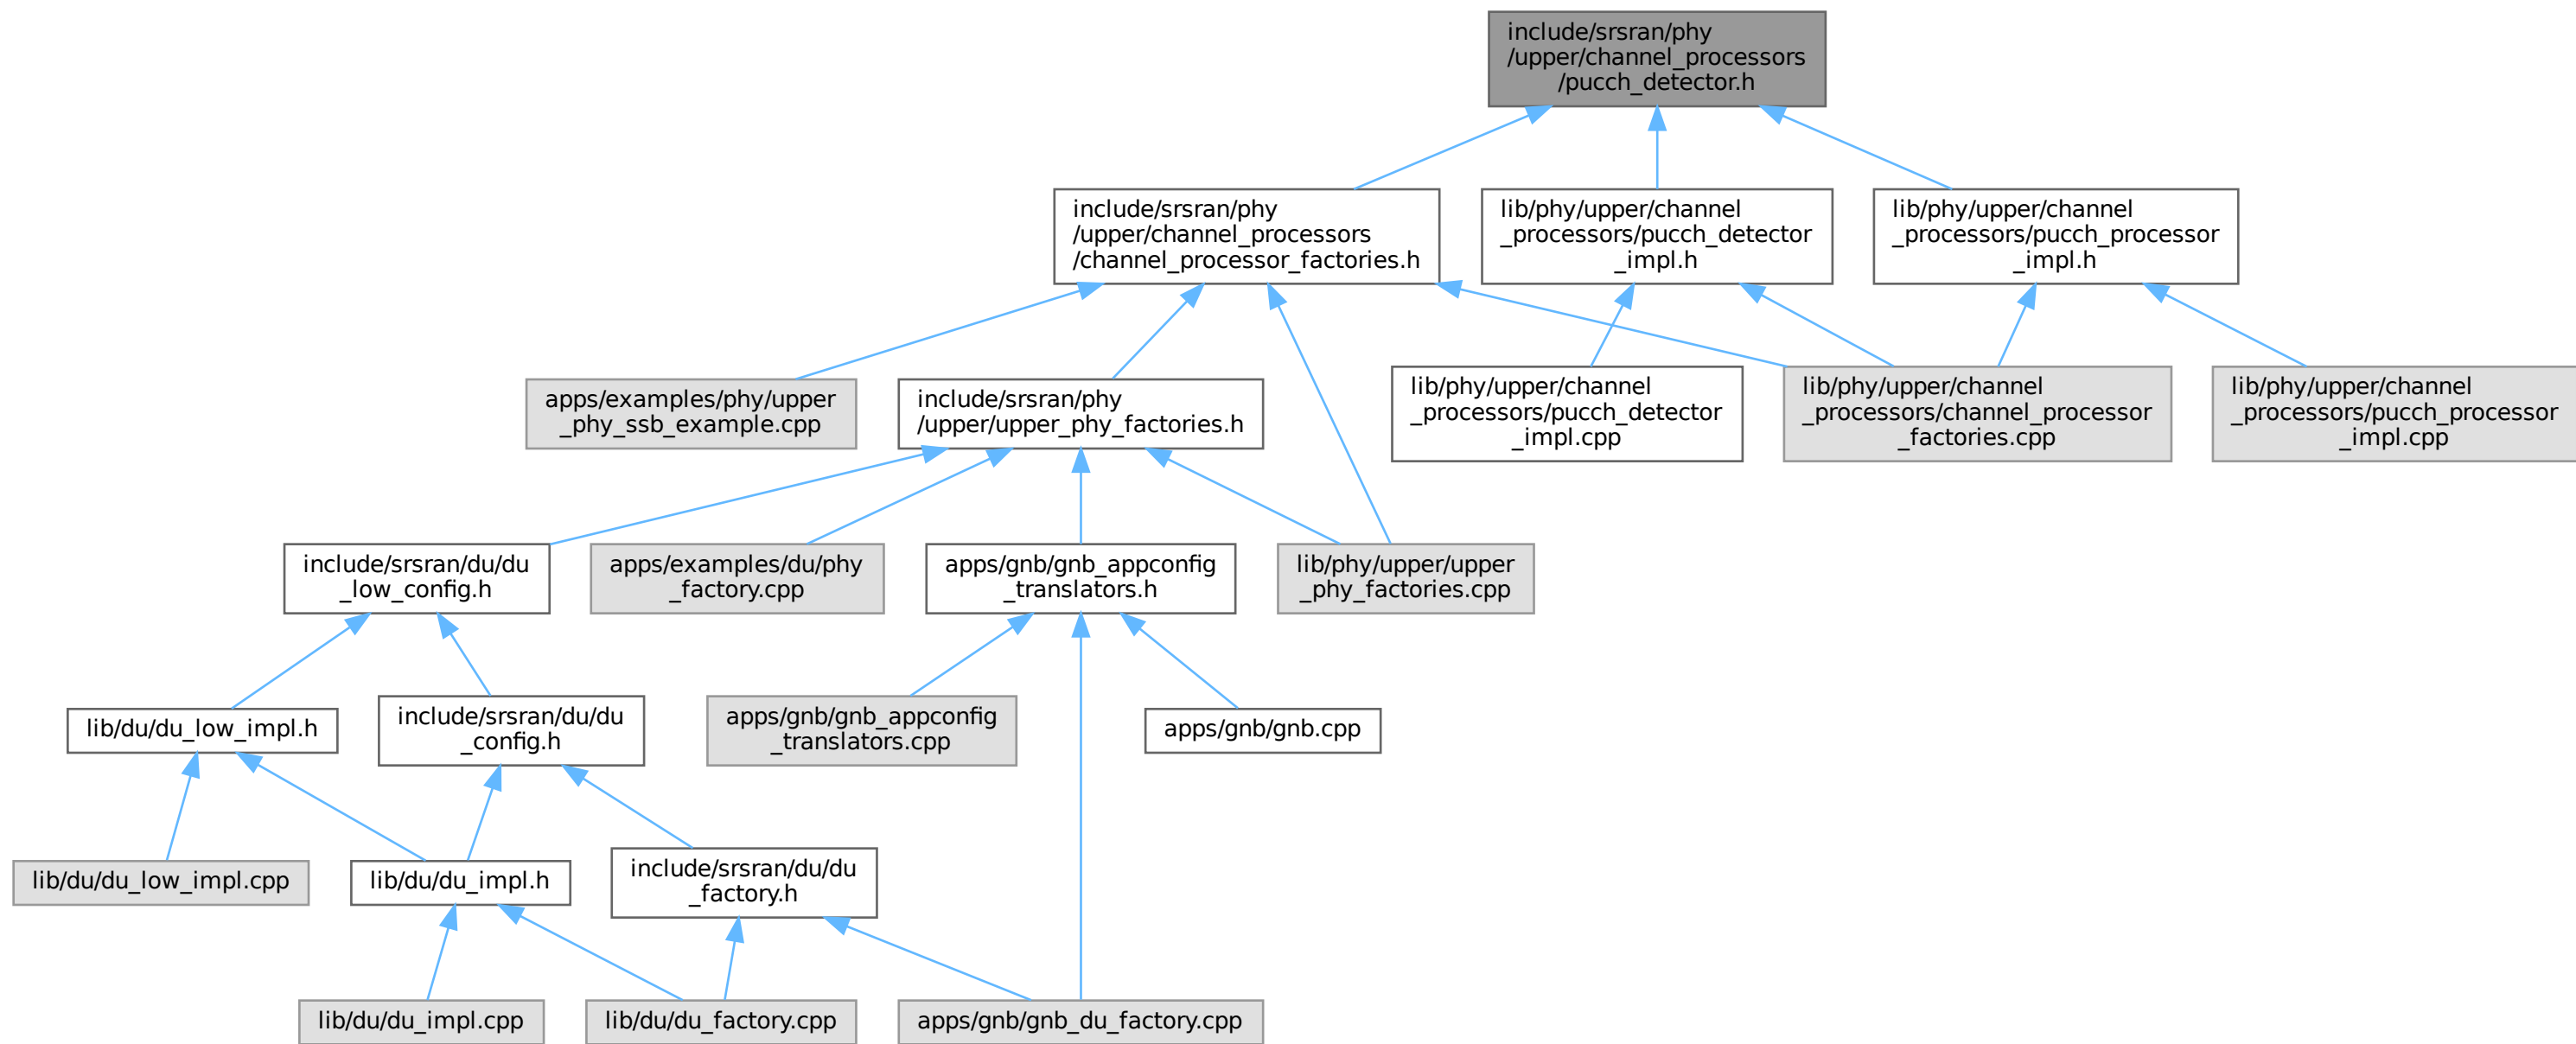 include/srsran/phy
/upper/channel_processors
/pucch_detector.h
include/srsran/phy
/upper/channel_processors
/channel_processor_factories.h
lib/phy/upper/channel
_processors/pucch_detector
_impl.h
lib/phy/upper/channel
_processors/pucch_processor
_impl.h
apps/examples/phy/upper
_phy_ssb_example.cpp
include/srsran/phy
/upper/upper_phy_factories.h
lib/phy/upper/channel
_processors/pucch_detector
_impl.cpp
lib/phy/upper/channel
_processors/channel_processor
_factories.cpp
lib/phy/upper/channel
_processors/pucch_processor
_impl.cpp
include/srsran/du/du
_low_config.h
apps/examples/du/phy
_factory.cpp
apps/gnb/gnb_appconfig
_translators.h
lib/phy/upper/upper
_phy_factories.cpp
lib/du/du_low_impl.h
include/srsran/du/du
_config.h
apps/gnb/gnb_appconfig
_translators.cpp
apps/gnb/gnb.cpp
lib/du/du_low_impl.cpp
lib/du/du_impl.h
include/srsran/du/du
_factory.h
lib/du/du_impl.cpp
lib/du/du_factory.cpp
apps/gnb/gnb_du_factory.cpp